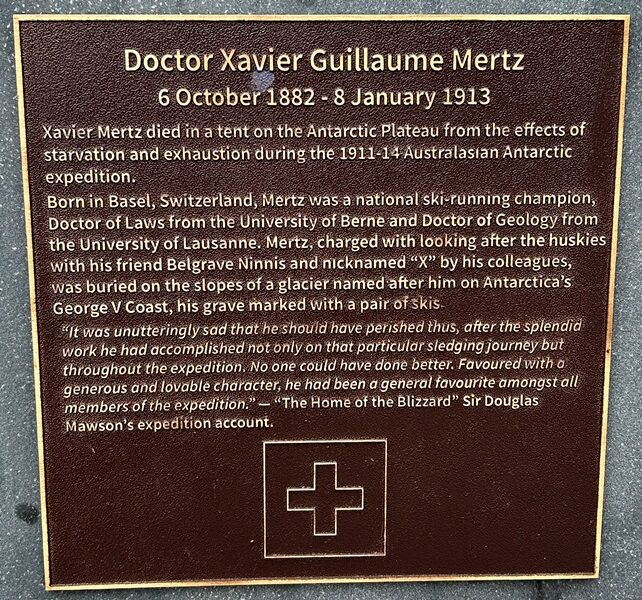 Doctor Xavier Guillaume Mertz
6 October 1882 - 8 January 1913
Xavier Mertz died in a tent on the Antarctic Plateau from the effects of
starvation and exhaustion during the 1911-14 Australasian Antarctic
expedition.
Born in Basel, Switzerland, Mertz was a national ski-running champion,
Doctor of Laws from the University of Berne and Doctor of Geology from
the University of Lausanne. Mertz, charged with looking after the huskies
with his friend Belgrave Ninnis and nicknamed “X” by his colleagues,
was buried on the slopes of a glacier named after him on Antarctica’s
George V Coast, his grave marked with a pair of skis.
“It was unutteringly sad that he should have perished thus, after the splendid
work he had accomplished not only on that particular sledging journey but
throughout the expedition. No one could have done better. Favoured with a
generous and lovable character, he had been a general favourite amongst all
members of the expedition.” — “The Home of the Blizzard” Sir Douglas
Mawson’s expedition account.